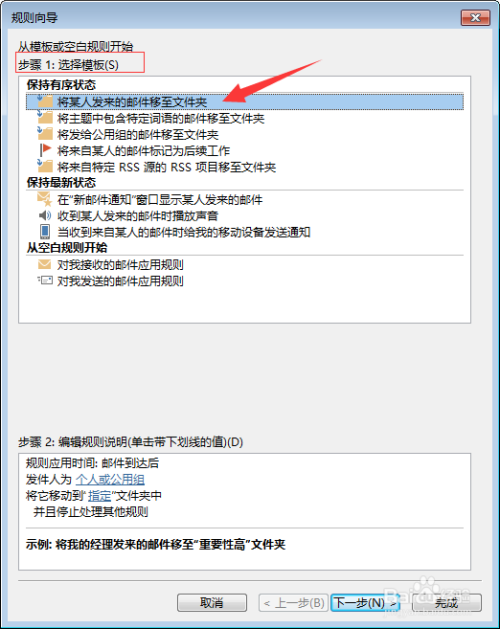 规则向导
从模板或空白规则开始
步骤 1: 选择模板(S)
保持有序状态
将某人发来的邮件移至文件夹
将主题中包含特定词语的邮件移至文件夹
将发给公用组的邮件移至文件夹
将来自某人的邮件标记为后续工作
将来自特定 RSS 源的 RSS 项目移至文件夹
保持最新状态
在"新邮件通知"窗口显示某人发来的邮件
收到某人发来的邮件时播放声音
当收到来自某人的邮件时给我的移动设备发送通知
从空白规则开始
对我接收的邮件应用规则
对我发送的邮件应用规则
步骤 2: 编辑规则说明(单击带下划线的值)(D)
规则应用时间: 邮件到达后
发件人为 个人或公用组
将它移动到"指定"文件夹中
并且停止处理其他规则
示例: 将我的经理发来的邮件移至"重要性高"文件夹
取消
< 上一步(B)
下一步(N) >
完成